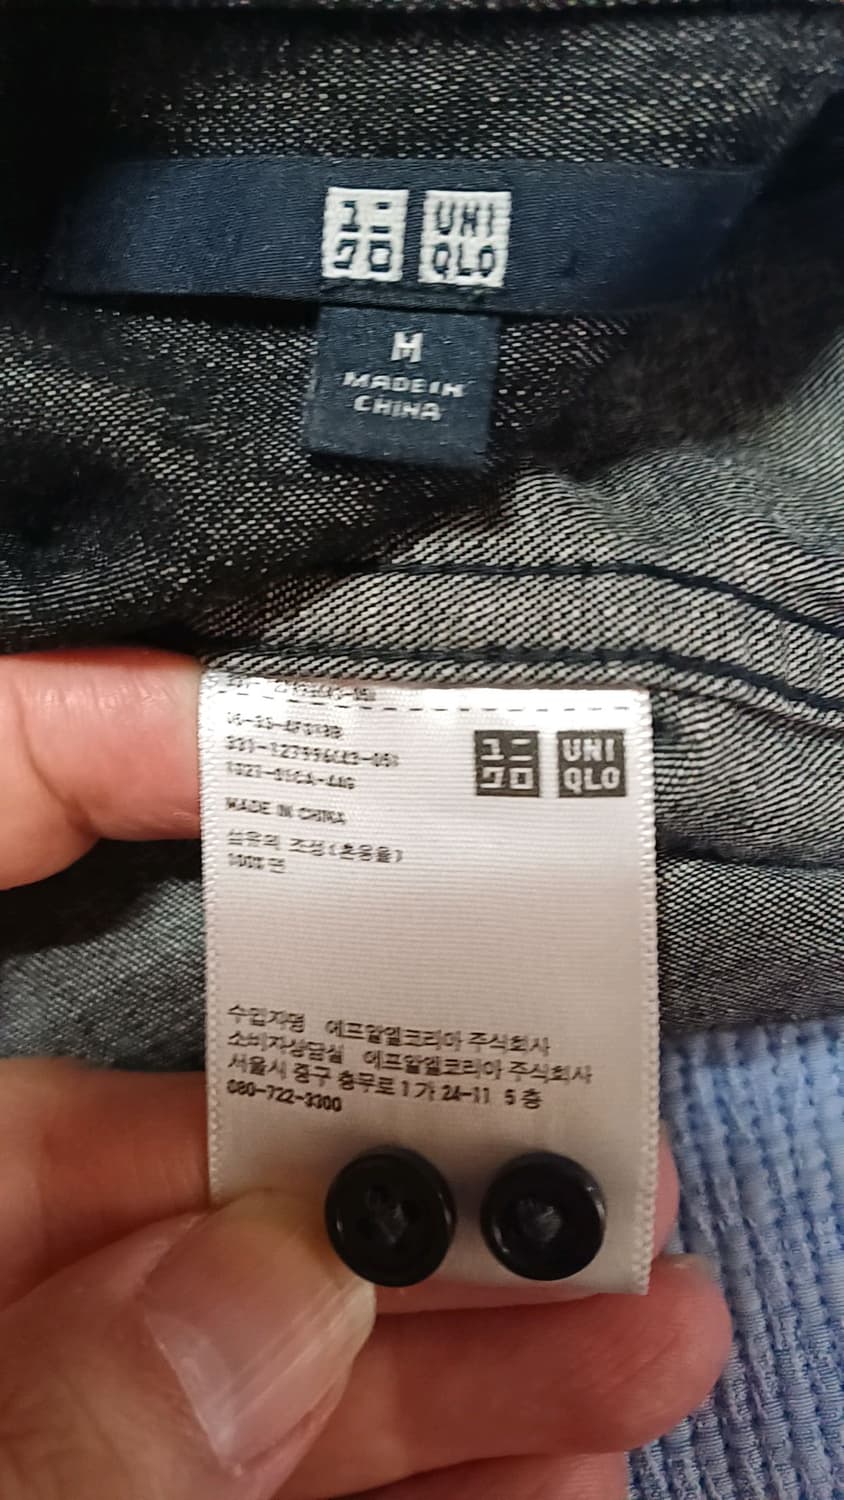 ユニ UNI
クロ QLO
M
MADE IN
CHINA
ユニ UNI
クロ QLO
331-127996(43-05)
MADE IN CHINA
섬유의 조성(혼용율)
100% 면
수입자명 에프알엘코리아 주식회사
소비자상담실 에프알엘코리아 주식회사
서울시 중구 충무로 1가 24-11 5층
080-722-3300